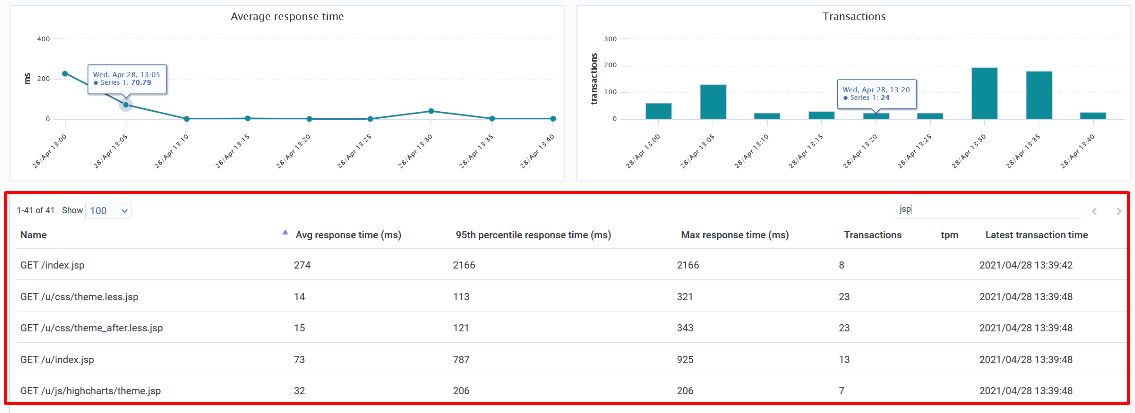 Average response time
400
200
0
ms
Wed, Apr 28, 13:05
● Series 1: 70.79
28/Apr 13:00
28/Apr 13:05
28/Apr 13:10
28/Apr 13:15
28/Apr 13:20
28/Apr 13:25
28/Apr 13:30
28/Apr 13:35
28/Apr 13:40
Transactions
300
200
100
0
transactions
Wed, Apr 28, 13:20
● Series 1: 24
28/Apr 13:00
28/Apr 13:05
28/Apr 13:10
28/Apr 13:15
28/Apr 13:20
28/Apr 13:25
28/Apr 13:30
28/Apr 13:35
28/Apr 13:40
1-41 of 41 Show 100 jsp
Name Avg response time (ms) 95th percentile response time (ms) Max response time (ms) Transactions tpm Latest transaction time
GET /index.jsp 274 2166 2166 8 2021/04/28 13:39:42
GET /u/css/theme.less.jsp 14 113 321 23 2021/04/28 13:39:48
GET /u/css/theme_after.less.jsp 15 121 343 23 2021/04/28 13:39:48
GET /u/index.jsp 73 787 925 13 2021/04/28 13:39:48
GET /u/js/highcharts/theme.jsp 32 206 206 7 2021/04/28 13:39:48